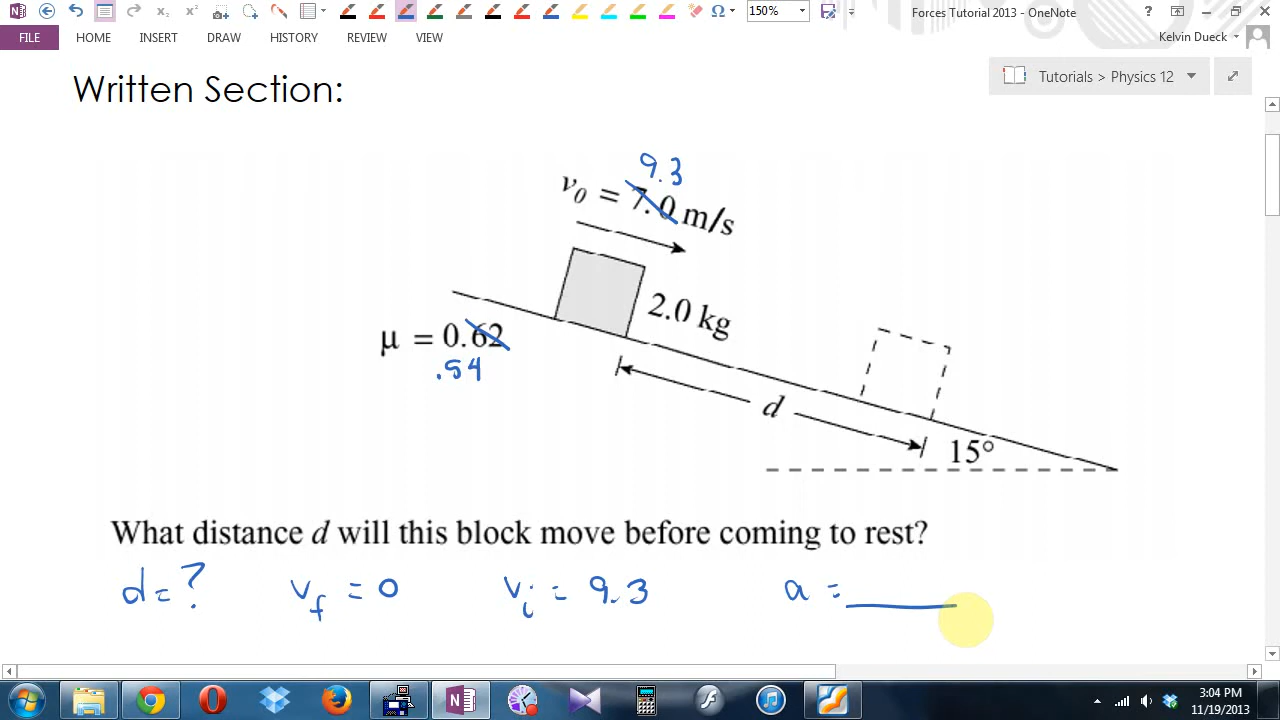 150%
Forces Tutorial 2013 - OneNote
?
FILE
HOME
INSERT
DRAW
HISTORY
REVIEW
VIEW
Kelvin Dueck
Tutorials > Physics 12
Written Section:
9.3
v₀ = 7.0 m/s
2.0 kg
μ = 0.62
.54
d
15°
What distance d will this block move before coming to rest?
d = ? v_f = 0 v_i = 9.3 a =
3:04 PM
11/19/2013